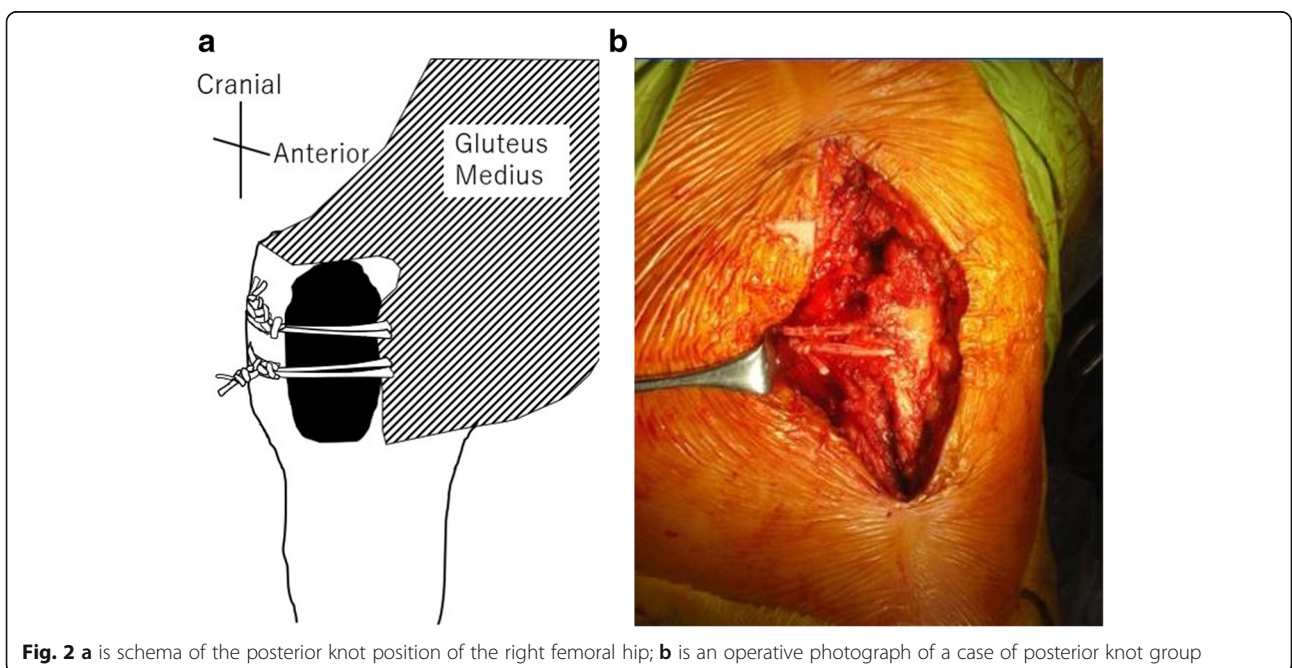 a
b
Cranial
Anterior
Gluteus
Medius
Fig. 2 a is schema of the posterior knot position of the right femoral hip; b is an operative photograph of a case of posterior knot group